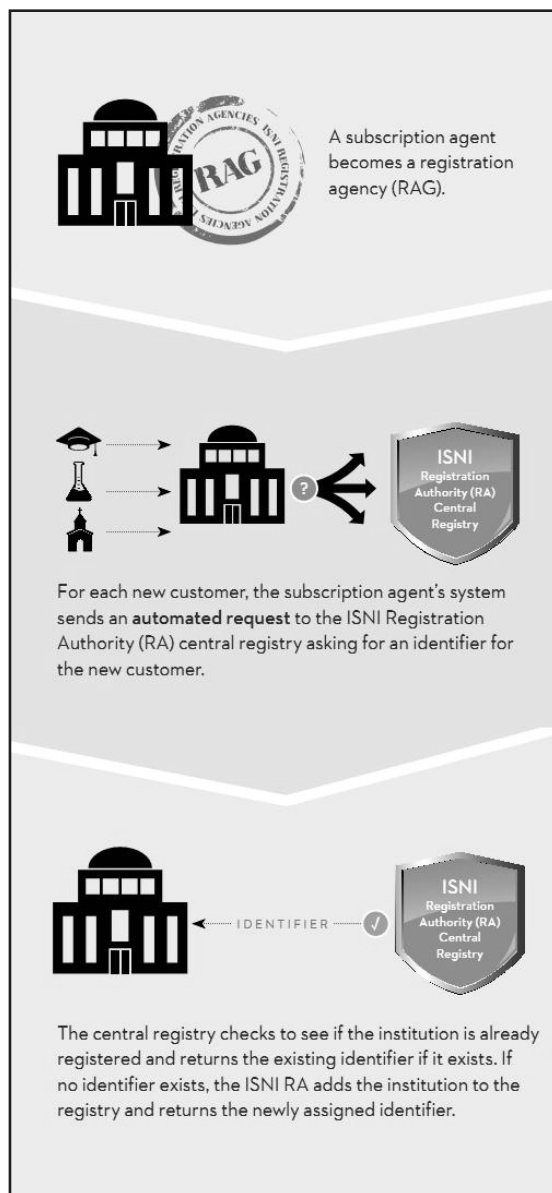 RAG
ISNI REGISTRATION AGENCIES
A subscription agent
becomes a registration
agency (RAG).
?
ISNI
Registration
Authority (RA)
Central
Registry
For each new customer, the subscription agent’s system
sends an automated request to the ISNI Registration
Authority (RA) central registry asking for an identifier for
the new customer.
IDENTIFIER
√
ISNI
Registration
Authority (RA)
Central
Registry
The central registry checks to see if the institution is already
registered and returns the existing identifier if it exists. If
no identifier exists, the ISNI RA adds the institution to the
registry and returns the newly assigned identifier.